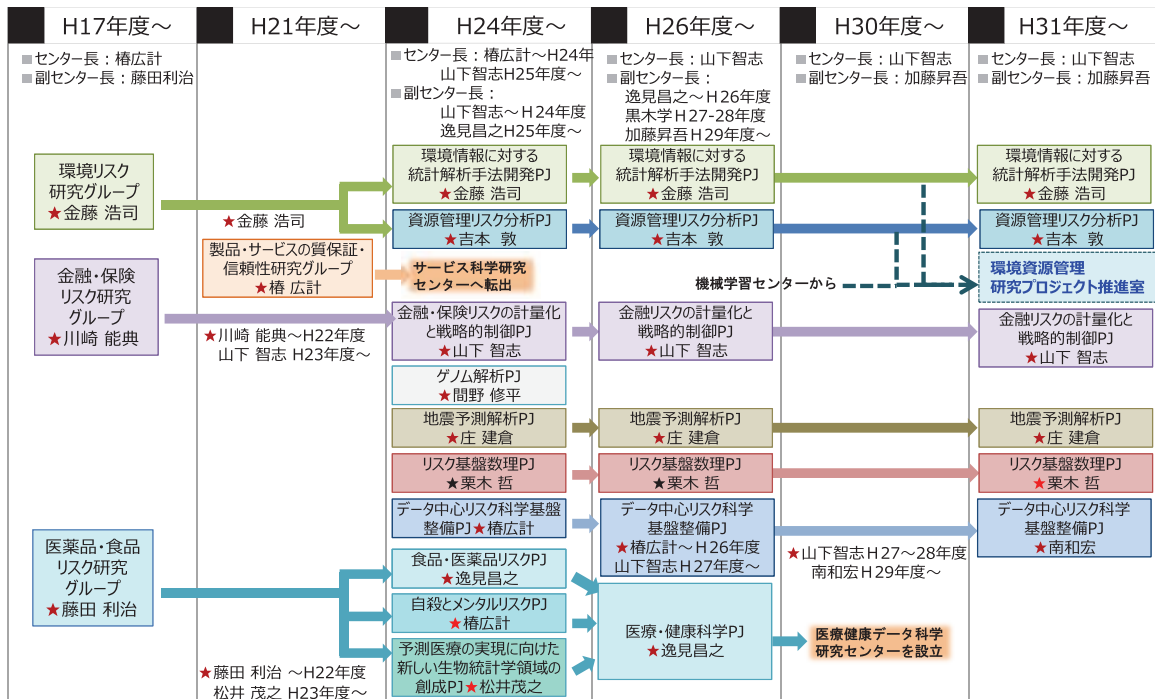 H17年度～
H21年度～
H24年度～
H26年度～
H30年度～
H31年度～
■センター長：椿広計
■副センター長：藤田利治
■センター長：椿広計～H24年
山下智志H25年度～
■副センター長：
山下智志～H24年度
逸見昌之H25年度～
■センター長：山下智志
■副センター長：
逸見昌之～H26年度
黒木学H27-28年度
加藤昇吾H29年度～
■センター長：山下智志
■副センター長：加藤昇吾
■センター長：山下智志
■副センター長：加藤昇吾
環境リスク
研究グループ
★金藤 浩司
金融・保険
リスク研究
グループ
★川崎 能典
医薬品・食品
リスク研究
グループ
★藤田 利治
★金藤 浩司
製品・サービスの質保証・
信頼性研究グループ
★椿 広計
★川崎 能典～H22年度
山下 智志 H23年度～
★藤田 利治 ～H22年度
松井 茂之 H23年度～
環境情報に対する
統計解析手法開発PJ
★金藤 浩司
資源管理リスク分析PJ
★吉本 敦
サービス科学研究
センターへ転出
金融・保険リスクの計量化
と戦略的制御PJ
★山下 智志
ゲノム解析PJ
★間野 修平
地震予測解析PJ
★庄 建倉
リスク基盤数理PJ
★栗木 哲
データ中心リスク科学基盤
整備PJ★椿広計
食品・医薬品リスクPJ
★逸見昌之
自殺とメンタルリスクPJ
★椿広計
予測医療の実現に向けた
新しい生物統計学領域の
創成PJ★松井茂之
環境情報に対する
統計解析手法開発PJ
★金藤 浩司
資源管理リスク分析PJ
★吉本 敦
金融リスクの計量化と
戦略的制御PJ
★山下 智志
地震予測解析PJ
★庄 建倉
リスク基盤数理PJ
★栗木 哲
データ中心リスク科学
基盤整備PJ
★椿広計～H26年度
山下智志H27年度～
医療・健康科学PJ
★逸見昌之
機械学習センターから
★山下智志H27～28年度
南和宏H29年度～
医療健康データ科学
研究センターを設立
環境情報に対する
統計解析手法開発PJ
★金藤 浩司
資源管理リスク分析PJ
★吉本 敦
環境資源管理
研究プロジェクト推進室
金融リスクの計量化と
戦略的制御PJ
★山下 智志
地震予測解析PJ
★庄 建倉
リスク基盤数理PJ
★栗木 哲
データ中心リスク科学
基盤整備PJ
★南和宏